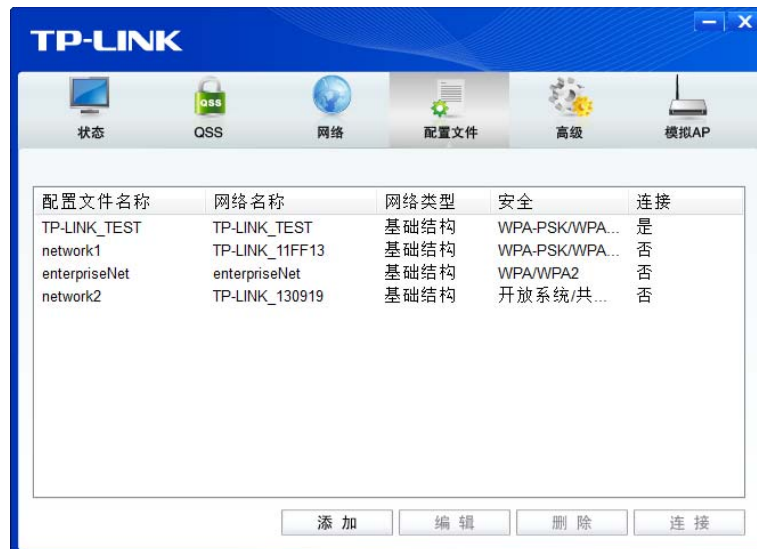 TP-LINK
QSS
状态 QSS 网络 配置文件 高级 模拟AP
配置文件名称 网络名称 网络类型 安全 连接
TP-LINK_TEST TP-LINK_TEST 基础结构 WPA-PSK/WPA... 是
network1 TP-LINK_11FF13 基础结构 WPA-PSK/WPA... 否
enterpriseNet enterpriseNet 基础结构 WPA/WPA2 否
network2 TP-LINK_130919 基础结构 开放系统/共... 否
添加 编辑 删除 连接